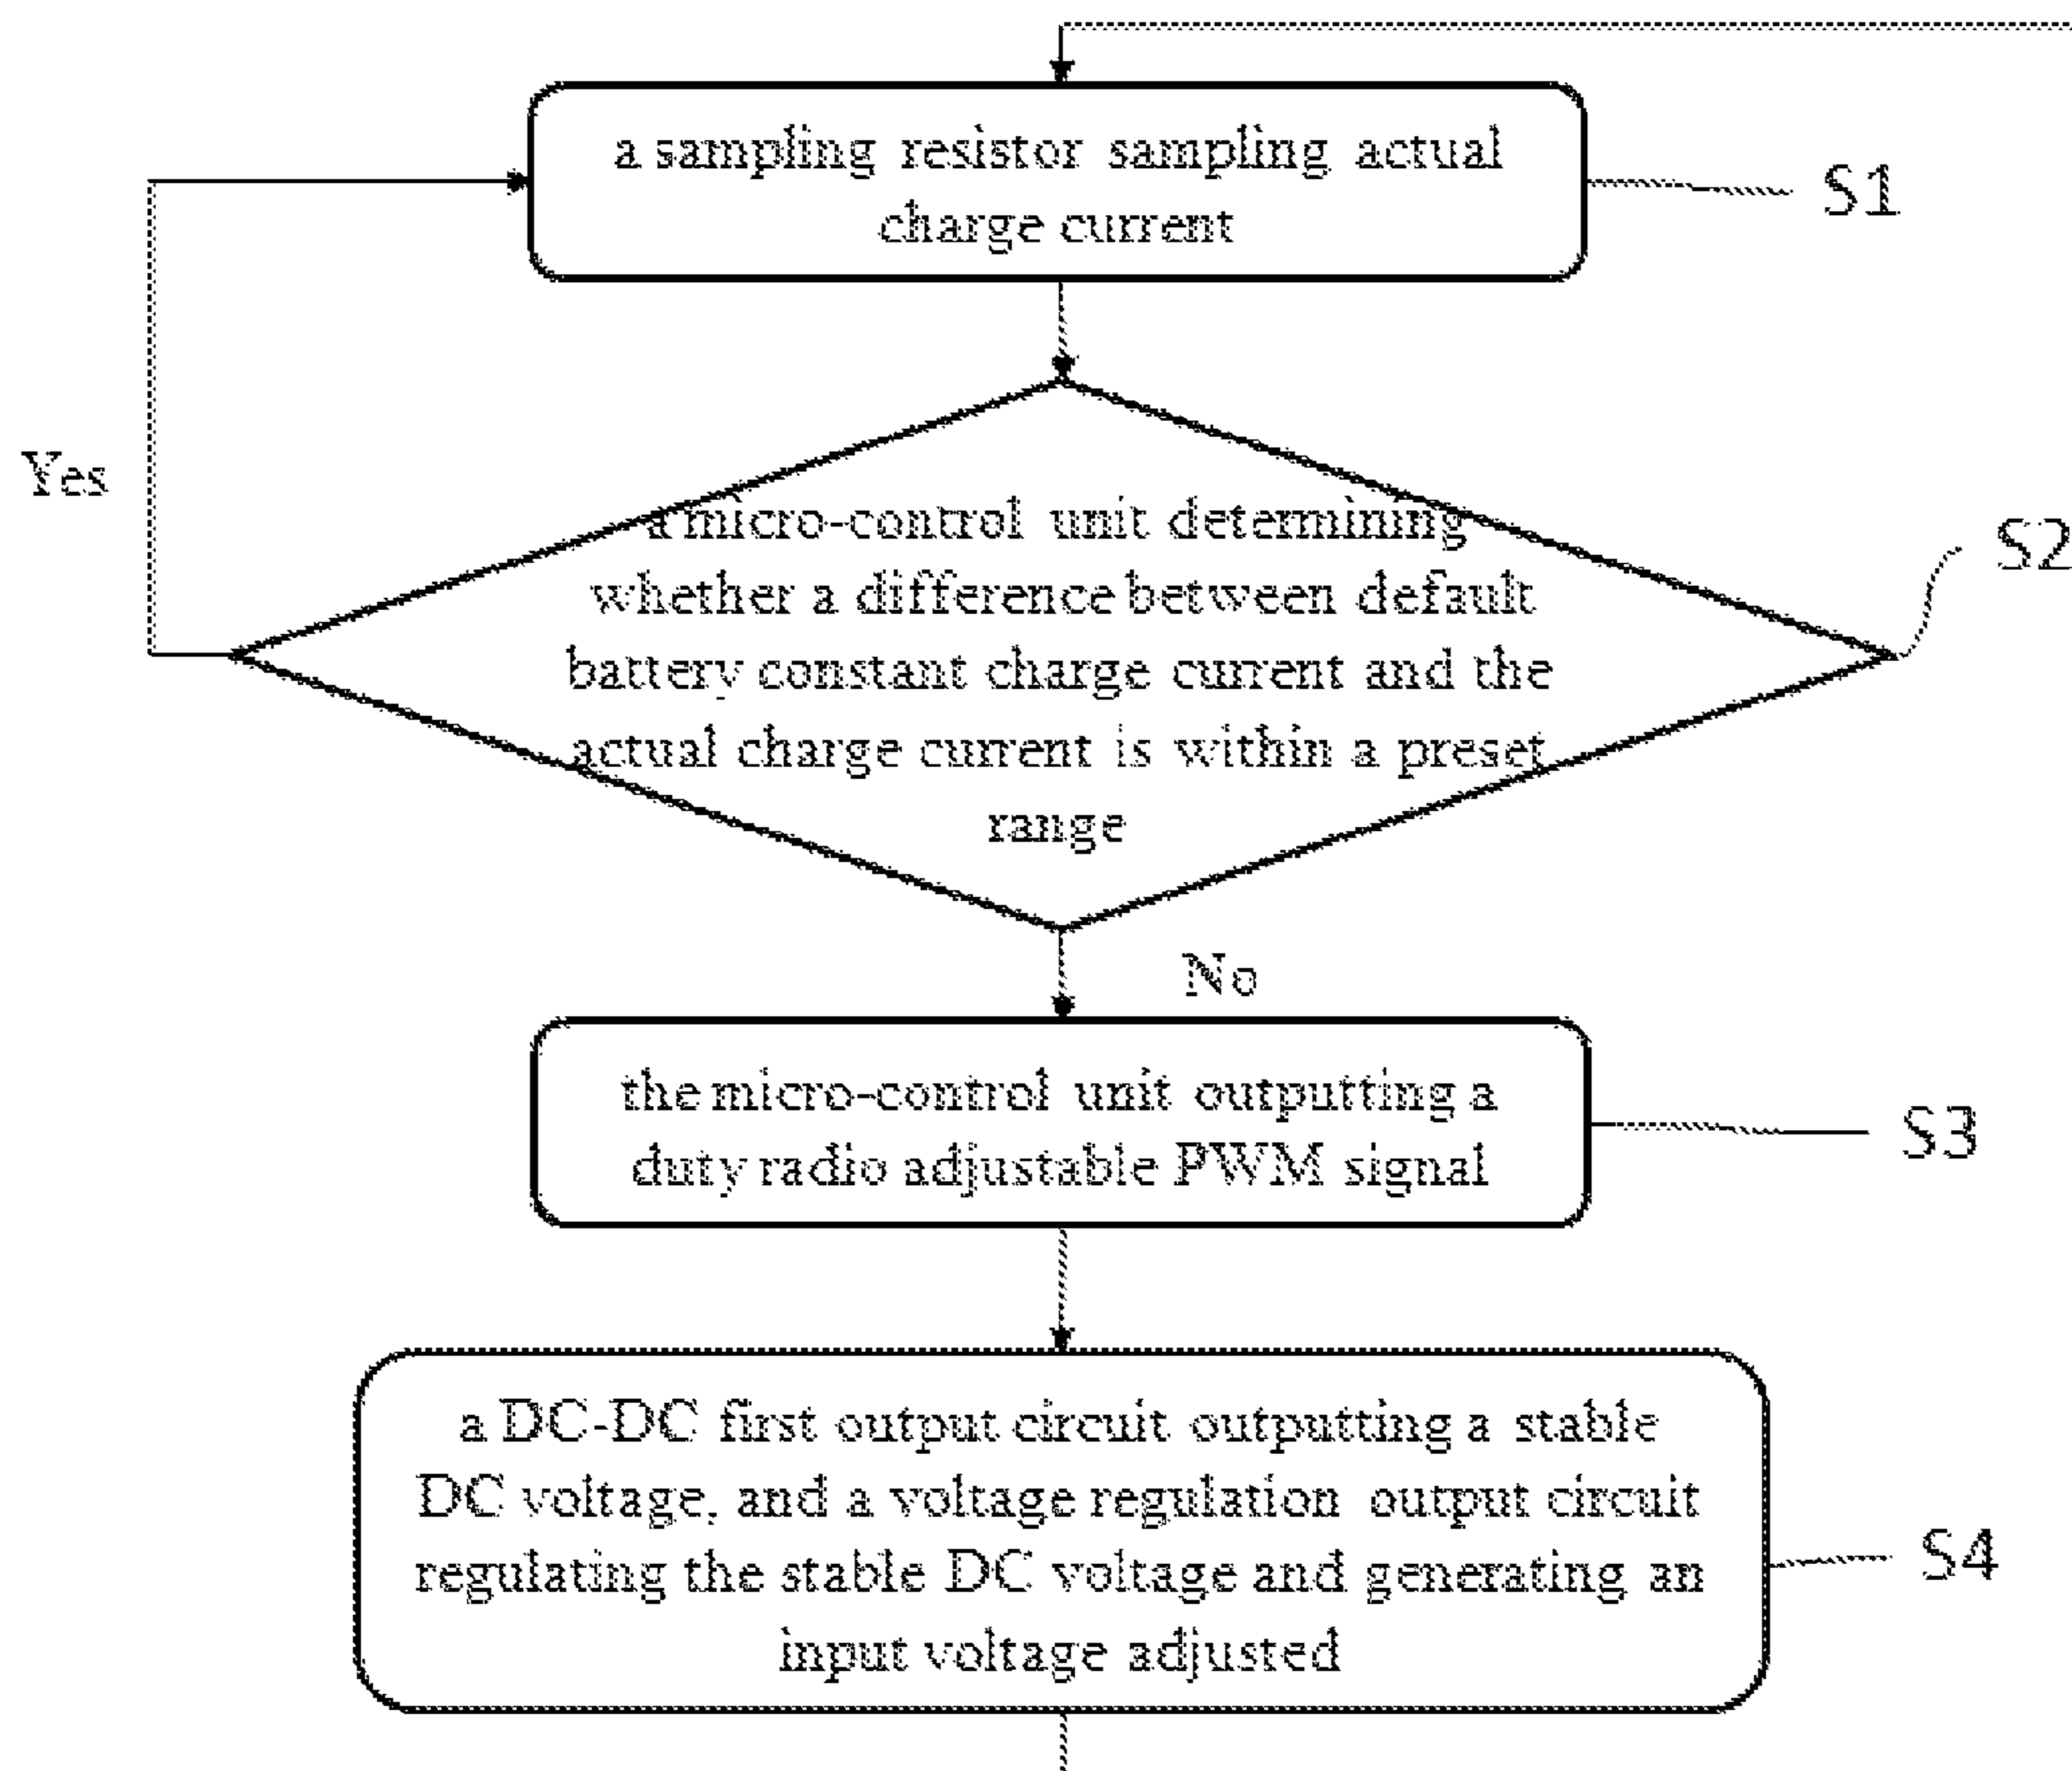 a sampling resistor sampling actual
charge current
S1
Yes
a micro-control unit determining
whether a difference between default
battery constant charge current and the
actual charge current is within a preset
range
S2
No
the micro-control unit outputting a
duty radio adjustable PWM signal
S3
a DC-DC first output circuit outputting a stable
DC voltage, and a voltage regulation output circuit
regulating the stable DC voltage and generating an
input voltage adjusted
S4